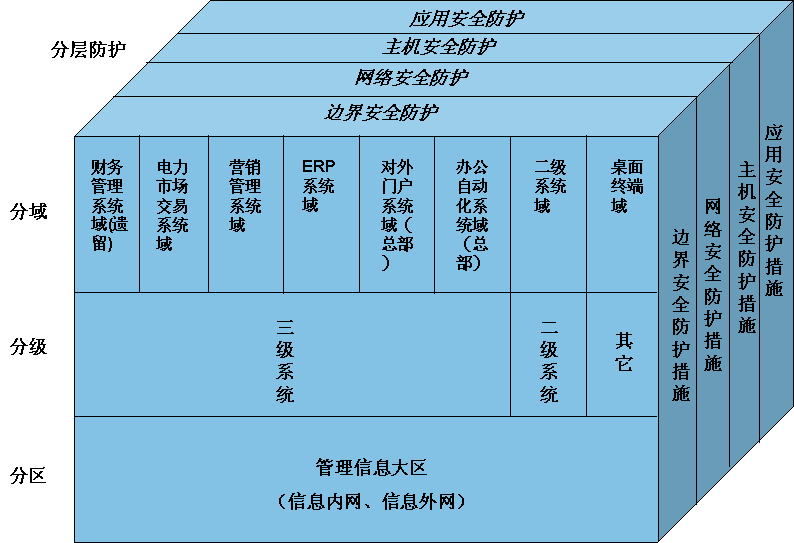 应用安全防护
分层防护
主机安全防护
网络安全防护
边界安全防护
分域
财务
管理
系统
域(遗
留)
电力
市场
交易
系统
域
营销
管理
系统
域
ERP
系统
域
对外
门户
系统
域（
总部
）
办公
自动
化系
统域
（总
部）
二级
系统
域
桌面
终端
域
分级
三级系统
二级系统
其它
分区
管理信息大区
（信息内网、信息外网）
边界安全防护措施
网络安全防护措施
主机安全防护措施
应用安全防护措施